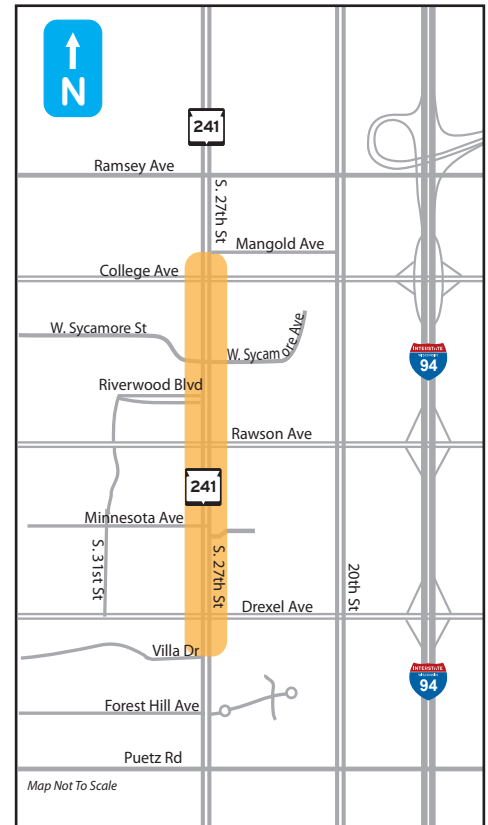 N
241
Ramsey Ave
S. 27th St
Mangold Ave
College Ave
W. Sycamore St
W. Sycamore Ave
INTERSTATE
WISCONSIN
94
Riverwood Blvd
Rawson Ave
241
Minnesota Ave
S. 31st St
S. 27th St
20th St
Drexel Ave
Villa Dr
INTERSTATE
WISCONSIN
94
Forest Hill Ave
Puetz Rd
Map Not To Scale